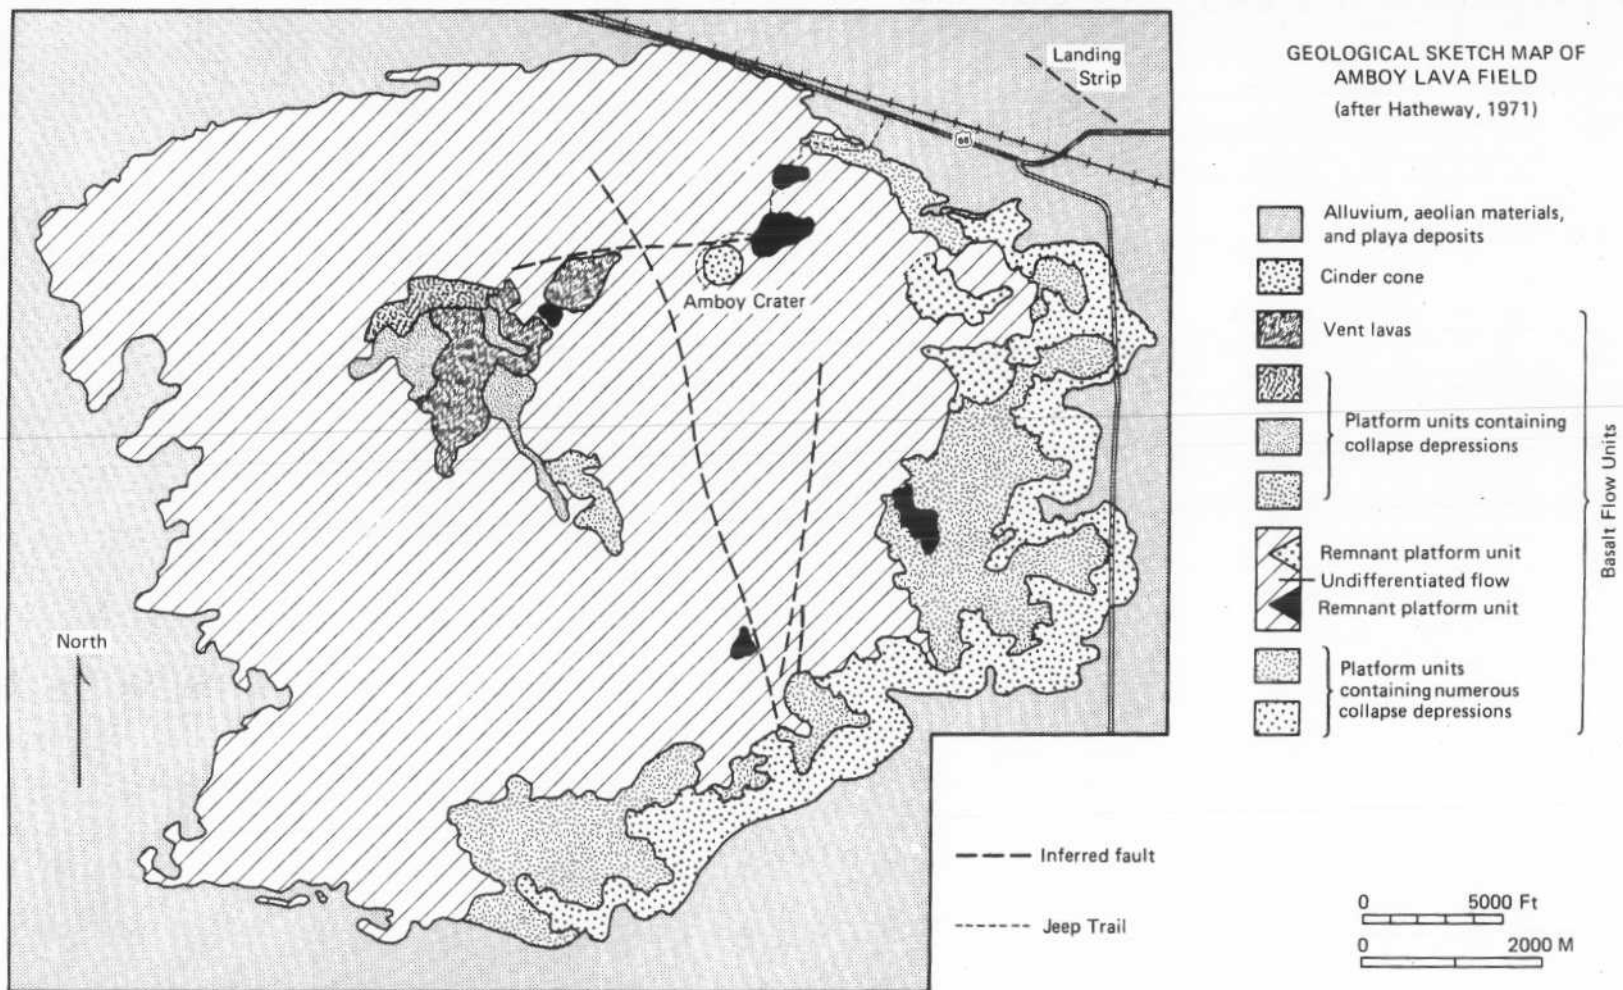 Landing
Strip
66
Amboy Crater
North
GEOLOGICAL SKETCH MAP OF
AMBOY LAVA FIELD
(after Hatheway, 1971)
Alluvium, aeolian materials,
and playa deposits
Cinder cone
Vent lavas
Platform units containing
collapse depressions
Remnant platform unit
Undifferentiated flow
Remnant platform unit
Platform units
containing numerous
collapse depressions
Basalt Flow Units
Inferred fault
Jeep Trail
0 5000 Ft
0 2000 M